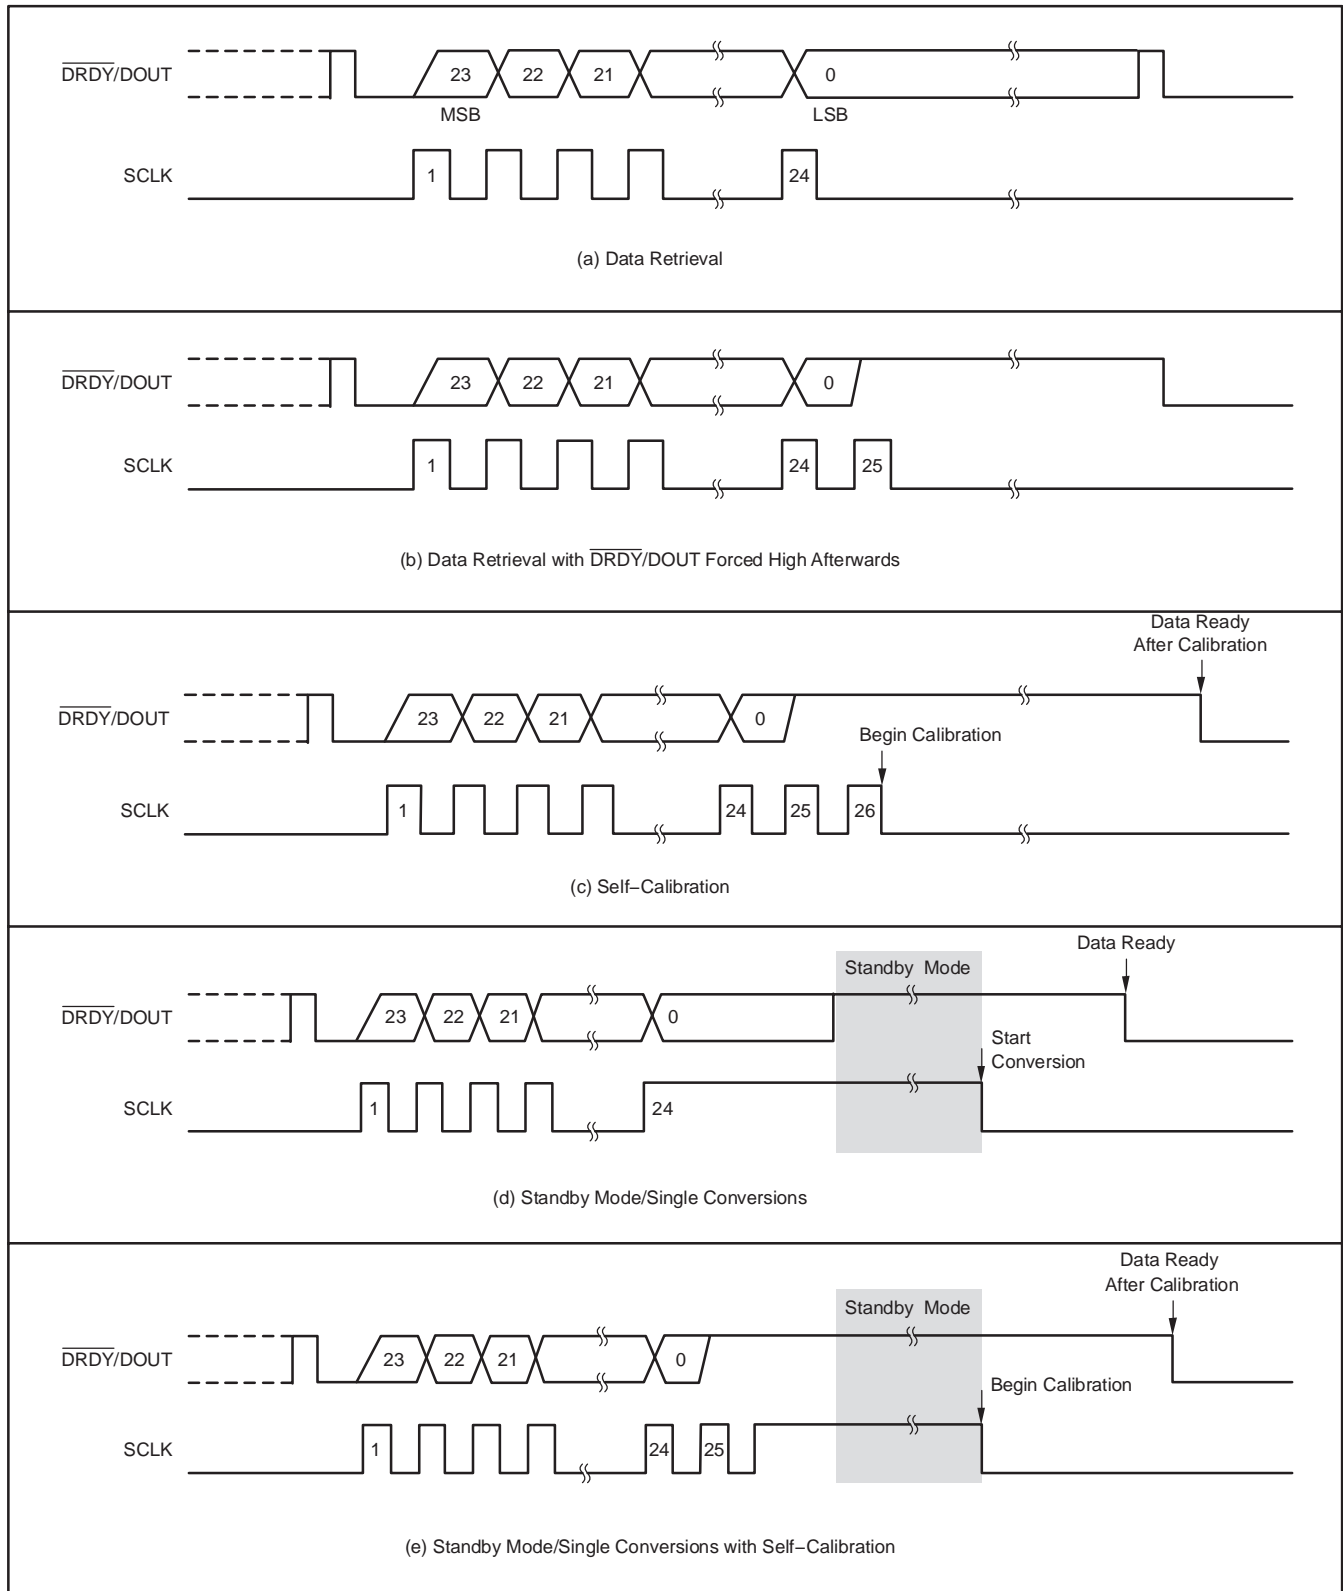 DRDY/DOUT
23 22 21 0
MSB LSB
SCLK
1 24
(a) Data Retrieval
DRDY/DOUT
23 22 21 0
SCLK
1 24 25
(b) Data Retrieval with DRDY/DOUT Forced High Afterwards
Data Ready
After Calibration
DRDY/DOUT
23 22 21 0
Begin Calibration
SCLK
1 24 25 26
(c) Self−Calibration
Data Ready
Standby Mode
DRDY/DOUT
23 22 21 0
Start
Conversion
SCLK
1 24
(d) Standby Mode/Single Conversions
Data Ready
After Calibration
Standby Mode
DRDY/DOUT
23 22 21 0
Begin Calibration
SCLK
1 24 25
(e) Standby Mode/Single Conversions with Self−Calibration